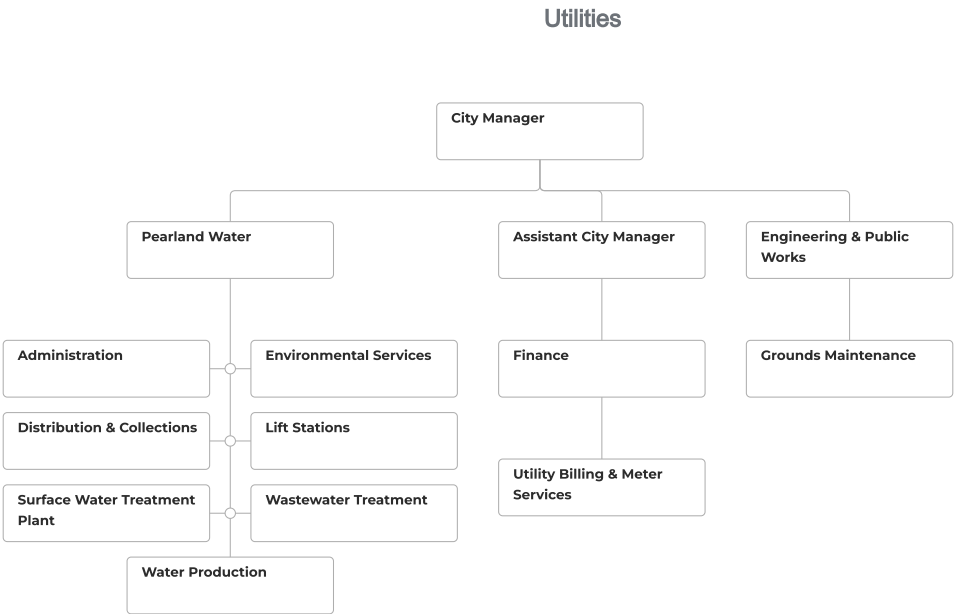 Utilities
City Manager
Pearland Water
Assistant City Manager
Engineering & Public
Works
Administration
Environmental Services
Finance
Grounds Maintenance
Distribution & Collections
Lift Stations
Utility Billing & Meter
Services
Surface Water Treatment
Plant
Wastewater Treatment
Water Production